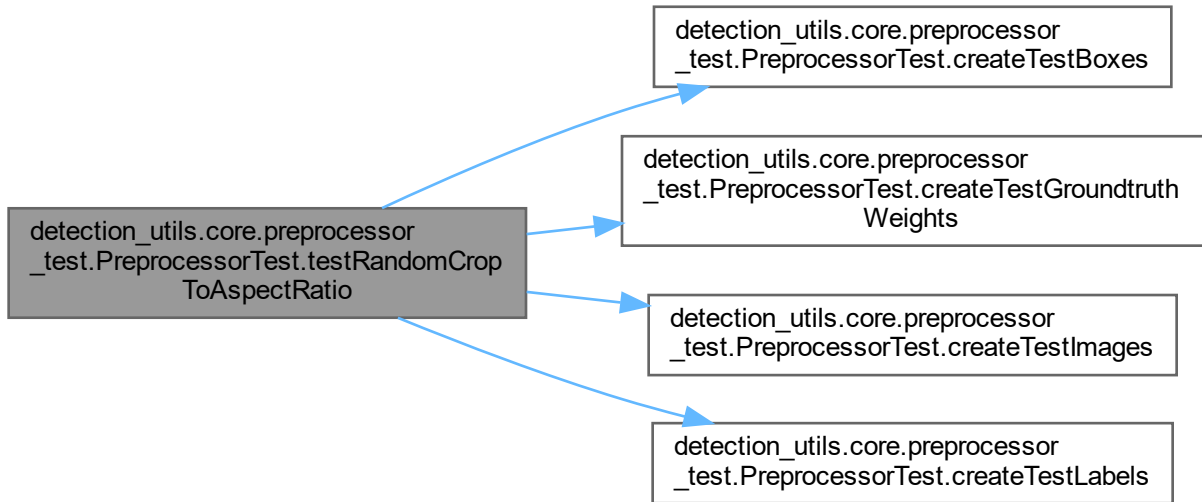 detection_utils.core.preprocessor
_test.PreprocessorTest.testRandomCrop
ToAspectRatio
detection_utils.core.preprocessor
_test.PreprocessorTest.createTestBoxes
detection_utils.core.preprocessor
_test.PreprocessorTest.createTestGroundtruth
Weights
detection_utils.core.preprocessor
_test.PreprocessorTest.createTestImages
detection_utils.core.preprocessor
_test.PreprocessorTest.createTestLabels